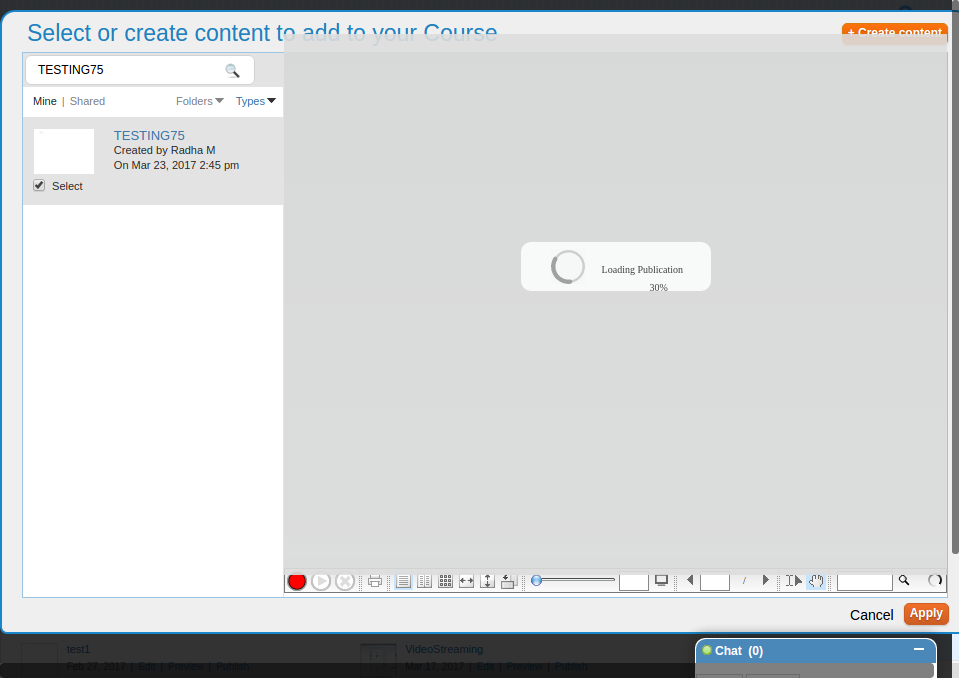 Select or create content to add to your Course
+ Create content
TESTING75
Mine | Shared
Folders
Types
TESTING75
Created by Radha M
On Mar 23, 2017 2:45 pm
Select
Loading Publication
30%
/
Cancel
Apply
test1
Feb 27, 2017 | Edit | Preview | Publish
VideoStreaming
Mar 17, 2017 | Edit | Preview | Publish
Chat (0)